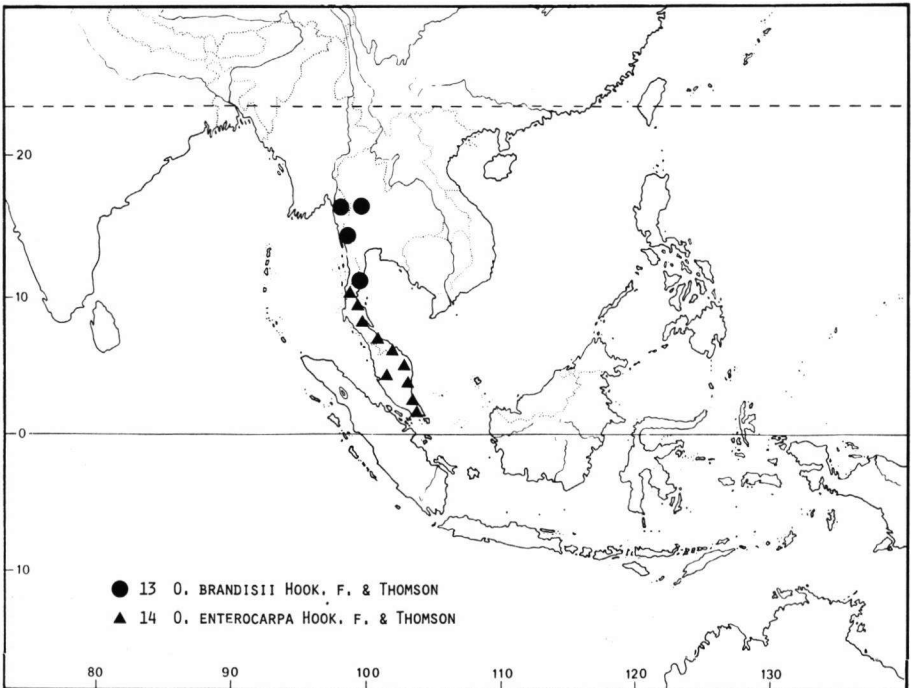 20
10
0
10
● 13 O. BRANDISII HOOK. F. & THOMSON
▲ 14 O. ENTEROCARPA HOOK. F. & THOMSON
80 90 100 110 120 130